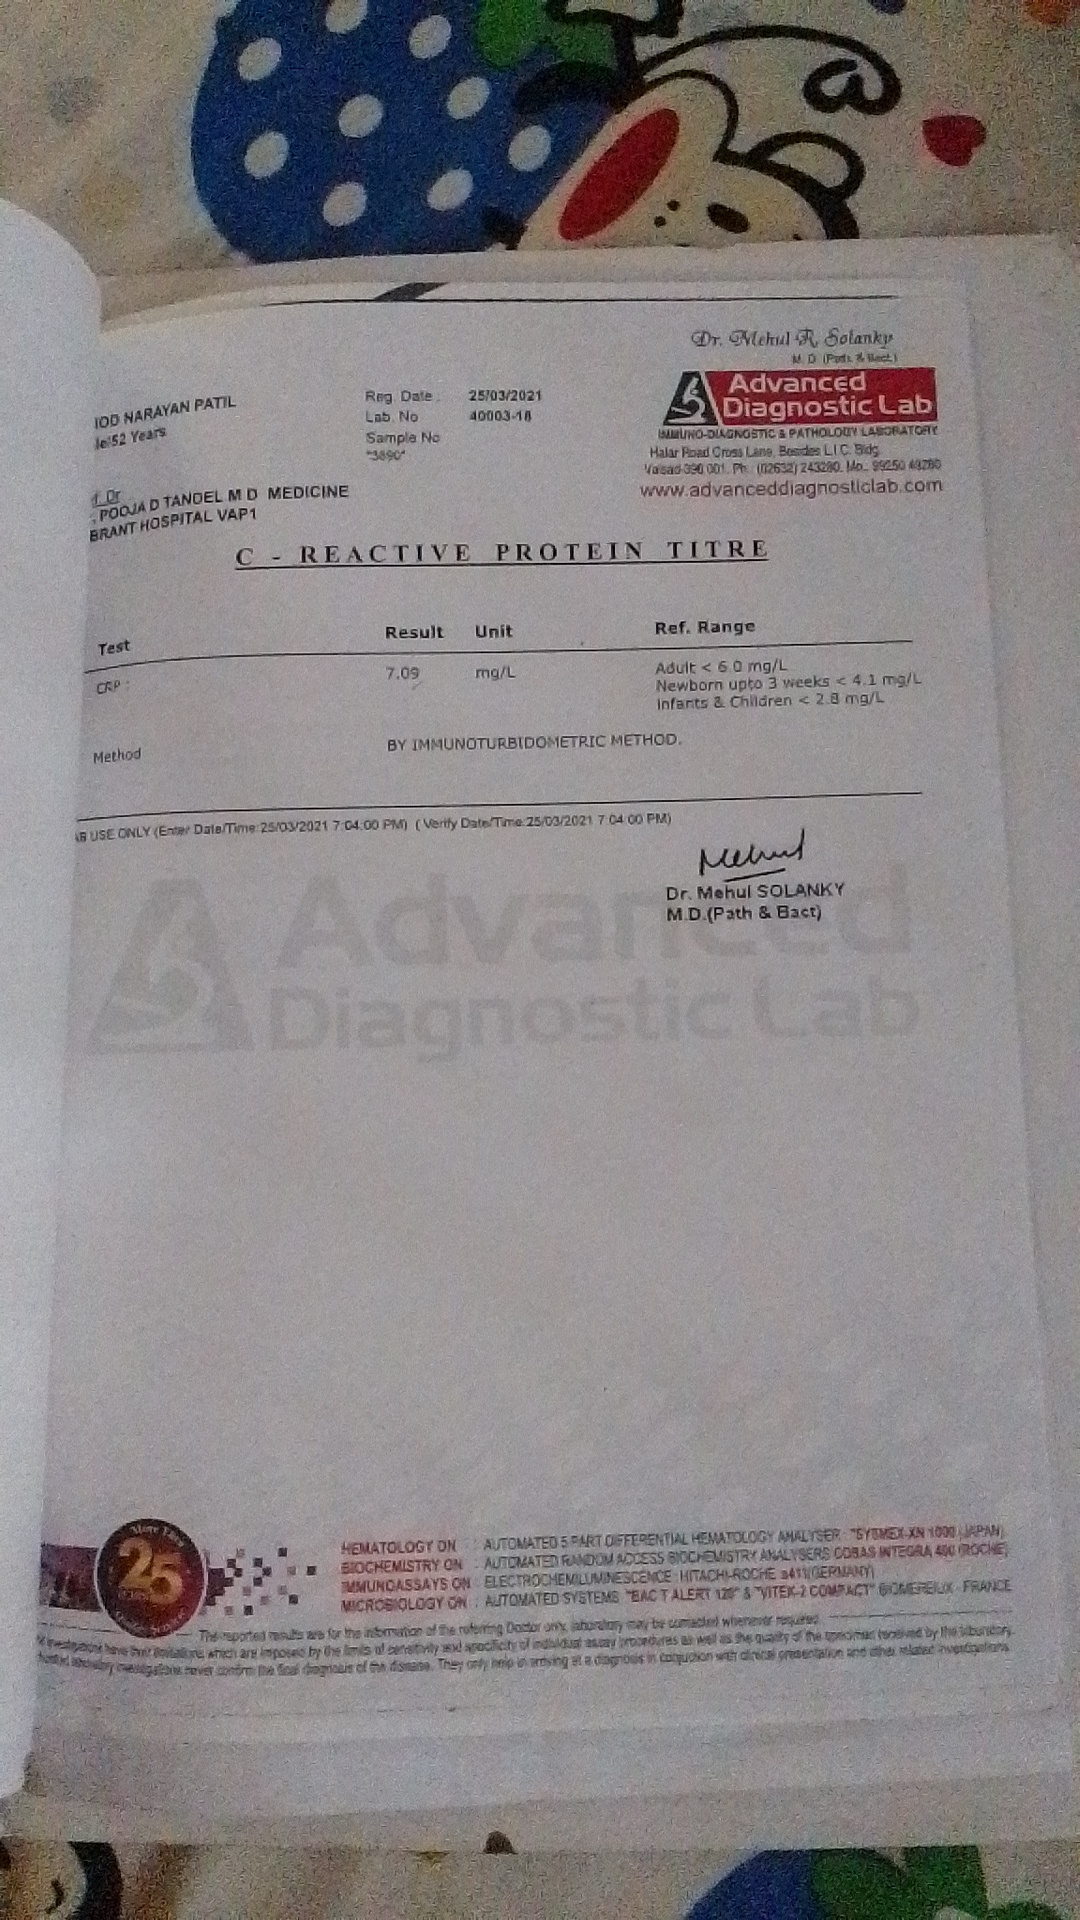 Dr. Mehul R. Solanky
M. D. (Path. & Bact.)
Advanced
Diagnostic Lab
IMMUNO-DIAGNOSTIC & PATHOLOGY LABORATORY
Halar Road Cross Lane, Besides L.I.C. Bldg.
Valsad-396 001. Ph.: (02632) 243280. Mo.
www.advanceddiagnosticlab.com
IOD NARAYAN PATIL
le/52 Years
Reg. Date : 25/03/2021
Lab. No 40003-18
Sample No
"3890"
f. Dr.
. POOJA D TANDEL M D MEDICINE
BRANT HOSPITAL VAP1
C - REACTIVE PROTEIN TITRE
Test Result Unit Ref. Range
CRP : 7.09 mg/L Adult < 6.0 mg/L
Newborn upto 3 weeks < 4.1 mg/L
Infants & Children < 2.8 mg/L
Method BY IMMUNOTURBIDOMETRIC METHOD.
AB USE ONLY (Enter Date/Time:25/03/2021 7:04:00 PM) ( Verify Date/Time:25/03/2021 7:04:00 PM)
Mehul
Dr. Mehul SOLANKY
M.D.(Path & Bact)
Advanced
Diagnostic Lab
More Than
25
HEMATOLOGY ON : AUTOMATED 5 PART DIFFERENTIAL HEMATOLOGY ANALYSER "SYSMEX-XN 1000 (JAPAN)
BIOCHEMISTRY ON : AUTOMATED RANDOM ACCESS BIOCHEMISTRY ANALYSERS COBAS INTEGRA 400 (ROCHE)
IMMUNOASSAYS ON : ELECTROCHEMILUMINESCENCE : HITACHI-ROCHE, e411(GERMANY)
MICROBIOLOGY ON : AUTOMATED SYSTEMS "BAC T ALERT 120" & "VITEK-2 COMPACT" BIOMEREIUX - FRANCE
The reported results are for the information of the referring Doctor only, laboratory may be contacted whenever required.
investigations have their limitations which are imposed by the limits of sensitivity and specificity of individual assay procedures as well as the quality of the specimen received by the laboratory.
laboratory investigations never confirm the final diagnosis of the disease. They only help in arriving at a diagnosis in conjuction with clinical presentation and other related investigations.